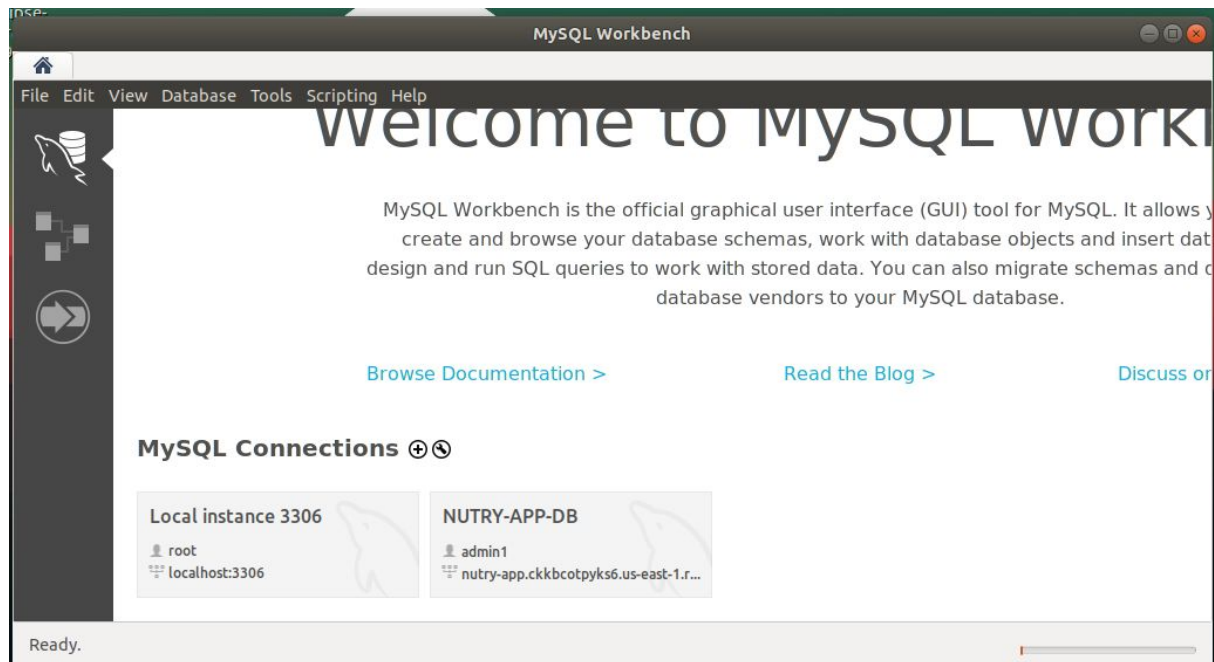 MySQL Workbench
File Edit View Database Tools Scripting Help
Welcome to MySQL Work
MySQL Workbench is the official graphical user interface (GUI) tool for MySQL. It allows y
create and browse your database schemas, work with database objects and insert dat
design and run SQL queries to work with stored data. You can also migrate schemas and
database vendors to your MySQL database.
Browse Documentation >
Read the Blog >
Discuss or
MySQL Connections
Local instance 3306
root
localhost:3306
NUTRY-APP-DB
admin1
nutry-app.ckkbcotpyks6.us-east-1.r...
Ready.